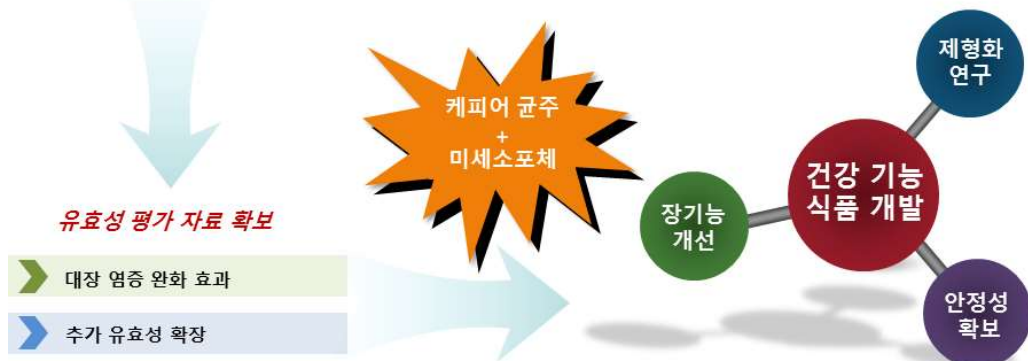 케피어 균주
+
미세소포체
유효성 평가 자료 확보
대장 염증 완화 효과
추가 유효성 확장
제형화
연구
건강 기능
식품 개발
장기능
개선
안정성
확보